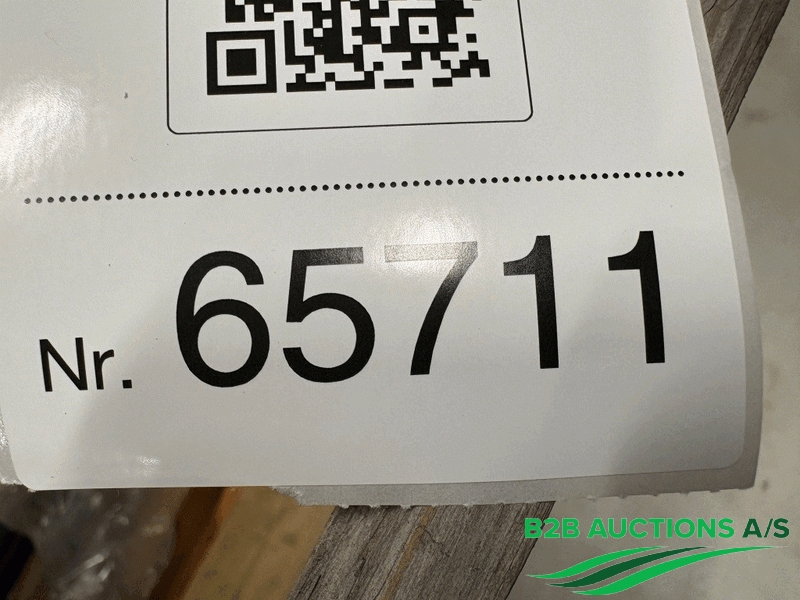 Nr. 65711
B2B AUCTIONS A/S